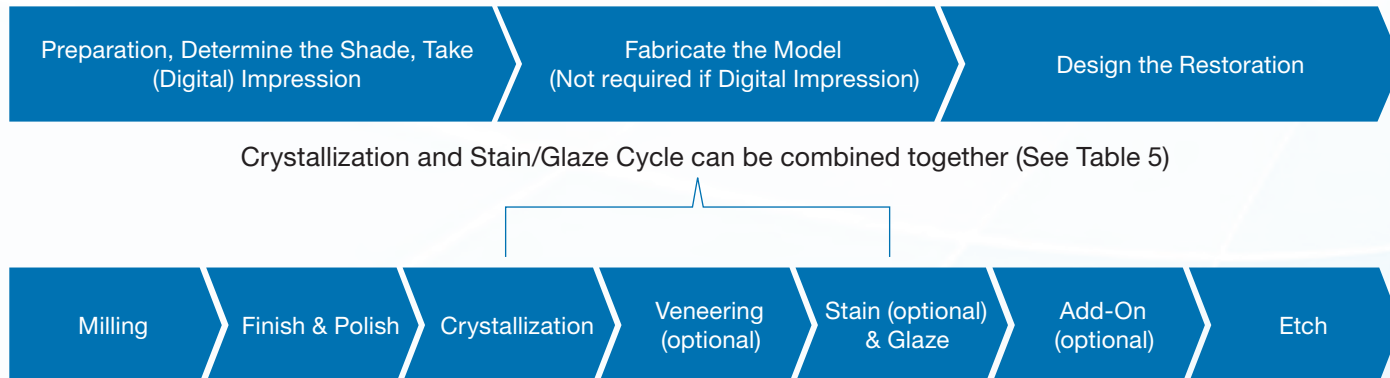 Preparation, Determine the Shade, Take
(Digital) Impression
Fabricate the Model
(Not required if Digital Impression)
Design the Restoration
Crystallization and Stain/Glaze Cycle can be combined together (See Table 5)
Milling
Finish & Polish
Crystallization
Veneering
(optional)
Stain (optional)
& Glaze
Add-On
(optional)
Etch